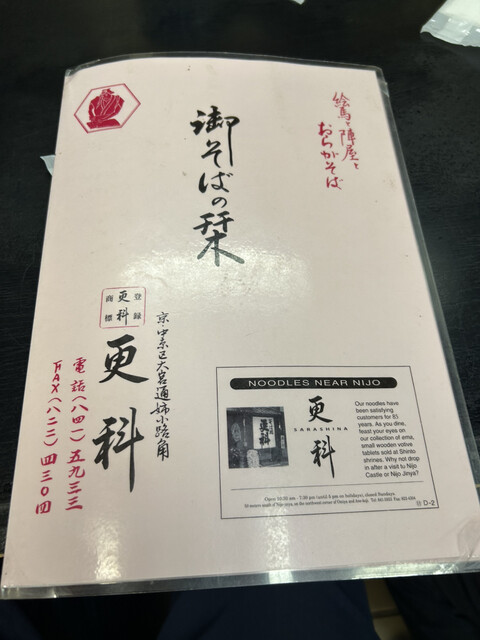 絵馬と陣屋と
おらがそば
御そばの栞
登録
更科
商標
京・中京区大宮通姉小路角
更科
電話(八四一)五九三三
FAX(八二二)四三〇四
NOODLES NEAR NIJO
更科
SARASHINA
Our noodles have
been satisfying
customers for 85
years. As you dine,
feast your eyes on
our collection of ema,
small wooden votive
tablets sold at Shinto
shrines. Why not drop
in after a visit to Nijo
Castle or Nijo Jinya?
D-2